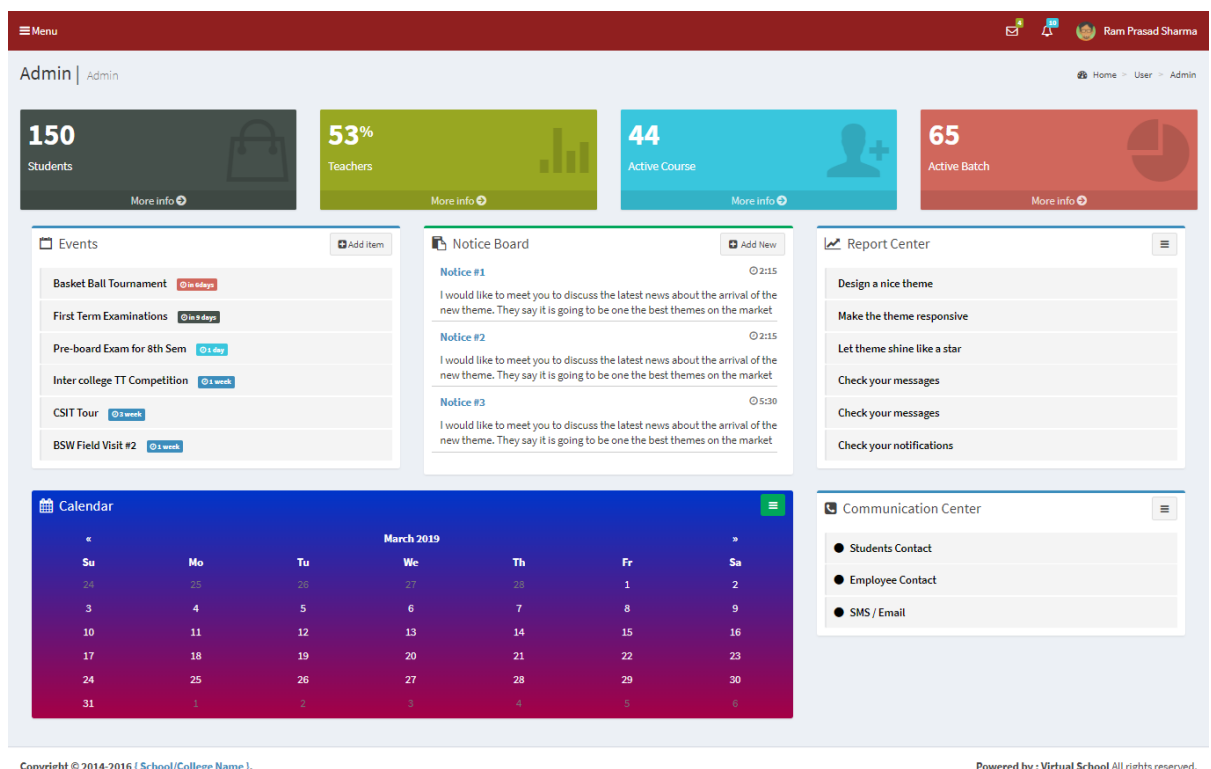 Menu
4
10
Ram Prasad Sharma
Admin | Admin
Home > User > Admin
150
Students
More info
53%
Teachers
More info
44
Active Course
More info
65
Active Batch
More info
Events
Add item
Basket Ball Tournament in 6days
First Term Examinations in 9 days
Pre-board Exam for 8th Sem 1 day
Inter college TT Competition 1 week
CSIT Tour 3 week
BSW Field Visit #2 1 week
Notice Board
Add New
Notice #1 2:15
I would like to meet you to discuss the latest news about the arrival of the
new theme. They say it is going to be one the best themes on the market
Notice #2 2:15
I would like to meet you to discuss the latest news about the arrival of the
new theme. They say it is going to be one the best themes on the market
Notice #3 5:30
I would like to meet you to discuss the latest news about the arrival of the
new theme. They say it is going to be one the best themes on the market
Report Center
Design a nice theme
Make the theme responsive
Let theme shine like a star
Check your messages
Check your messages
Check your notifications
Calendar
« March 2019 »
Su Mo Tu We Th Fr Sa
24 25 26 27 28 1 2
3 4 5 6 7 8 9
10 11 12 13 14 15 16
17 18 19 20 21 22 23
24 25 26 27 28 29 30
31 1 2 3 4 5 6
Communication Center
Students Contact
Employee Contact
SMS / Email
Copyright © 2014-2016 { School/College Name }.
Powered by : Virtual School All rights reserved.